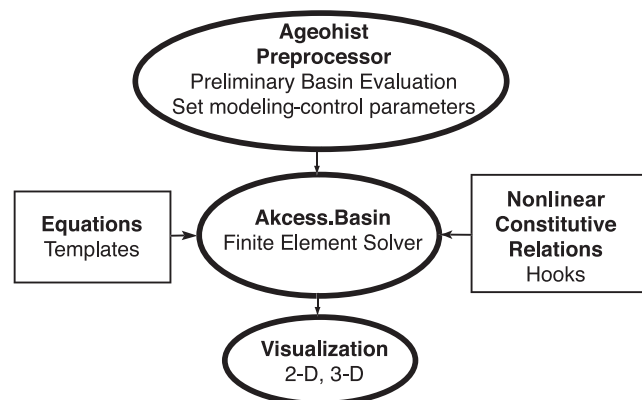 Ageohist
Preprocessor
Preliminary Basin Evaluation
Set modeling-control parameters
Equations
Templates
Akcess.Basin
Finite Element Solver
Nonlinear
Constitutive
Relations
Hooks
Visualization
2-D, 3-D